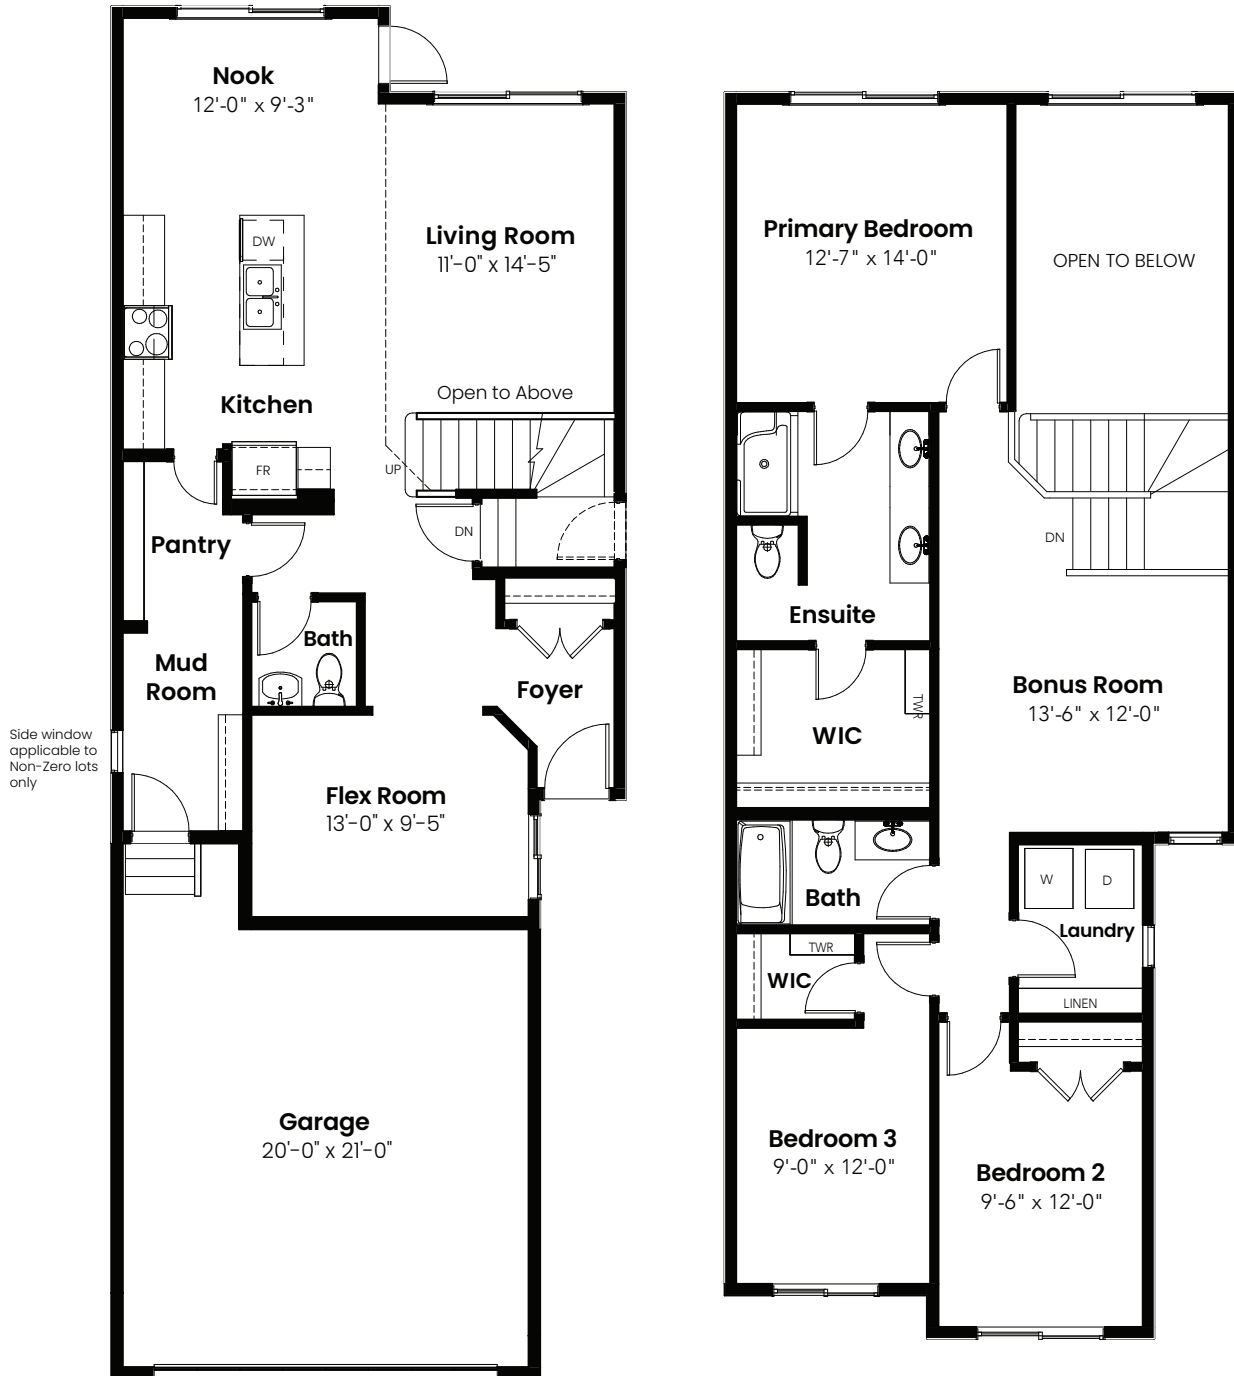 Nook
12'-0" x 9'-3"
DW
Living Room
11'-0" x 14'-5"
Open to Above
Kitchen
UP
FR
DN
Pantry
Bath
Mud
Room
Foyer
Side window
applicable to
Non-Zero lots
only
Flex Room
13'-0" x 9'-5"
Garage
20'-0" x 21'-0"
Primary Bedroom
12'-7" x 14'-0"
OPEN TO BELOW
DN
Ensuite
TWR
WIC
Bonus Room
13'-6" x 12'-0"
W
D
Bath
Laundry
TWR
WIC
LINEN
Bedroom 3
9'-0" x 12'-0"
Bedroom 2
9'-6" x 12'-0"